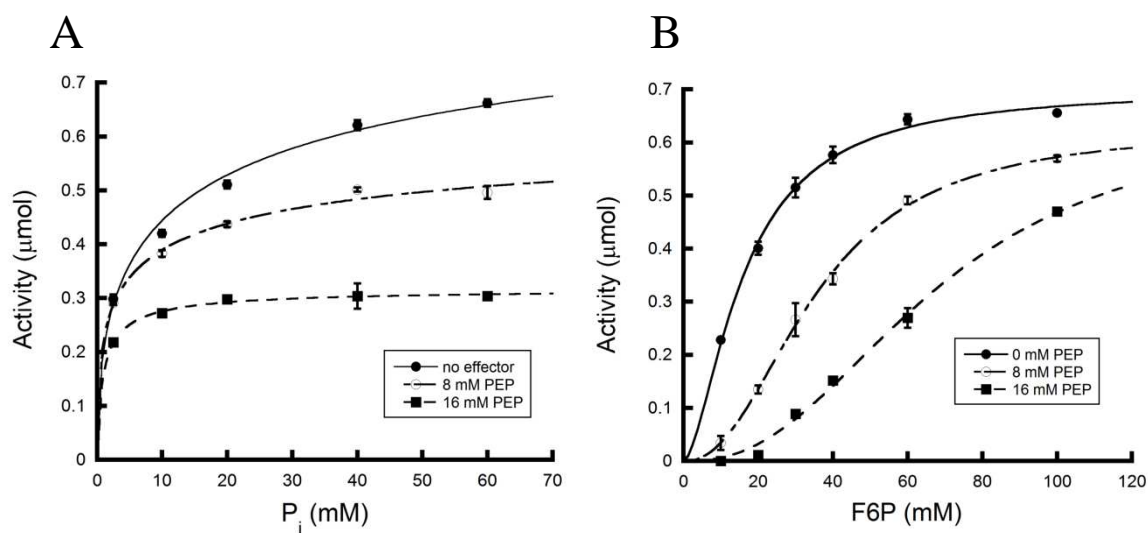 A
0.7
0.6
0.5
0.4
0.3
0.2
0.1
0
Activity (μmol)
no effector
8 mM PEP
16 mM PEP
0 10 20 30 40 50 60 70
P_i (mM)
B
0.7
0.6
0.5
0.4
0.3
0.2
0.1
0
Activity (μmol)
0 mM PEP
8 mM PEP
16 mM PEP
0 20 40 60 80 100 120
F6P (mM)